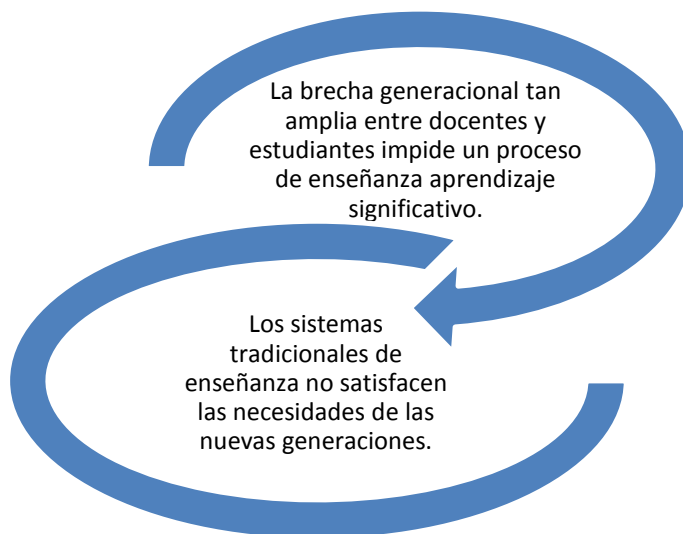 La brecha generacional tan
amplia entre docentes y
estudiantes impide un proceso
de enseñanza aprendizaje
significativo.
Los sistemas
tradicionales de
enseñanza no satisfacen
las necesidades de las
nuevas generaciones.